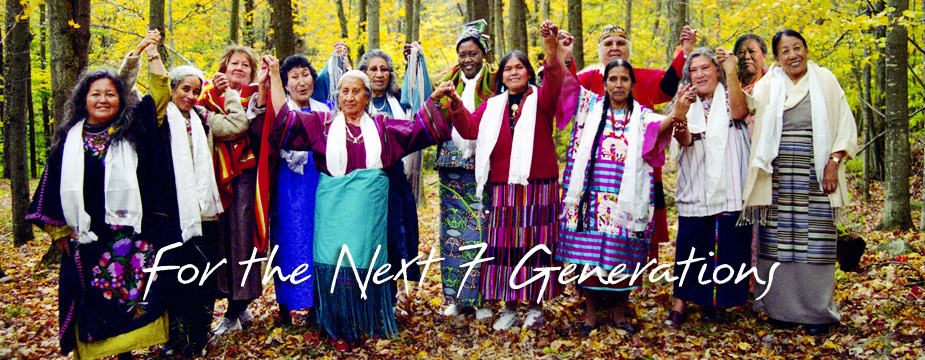 For the Next 7 Generations